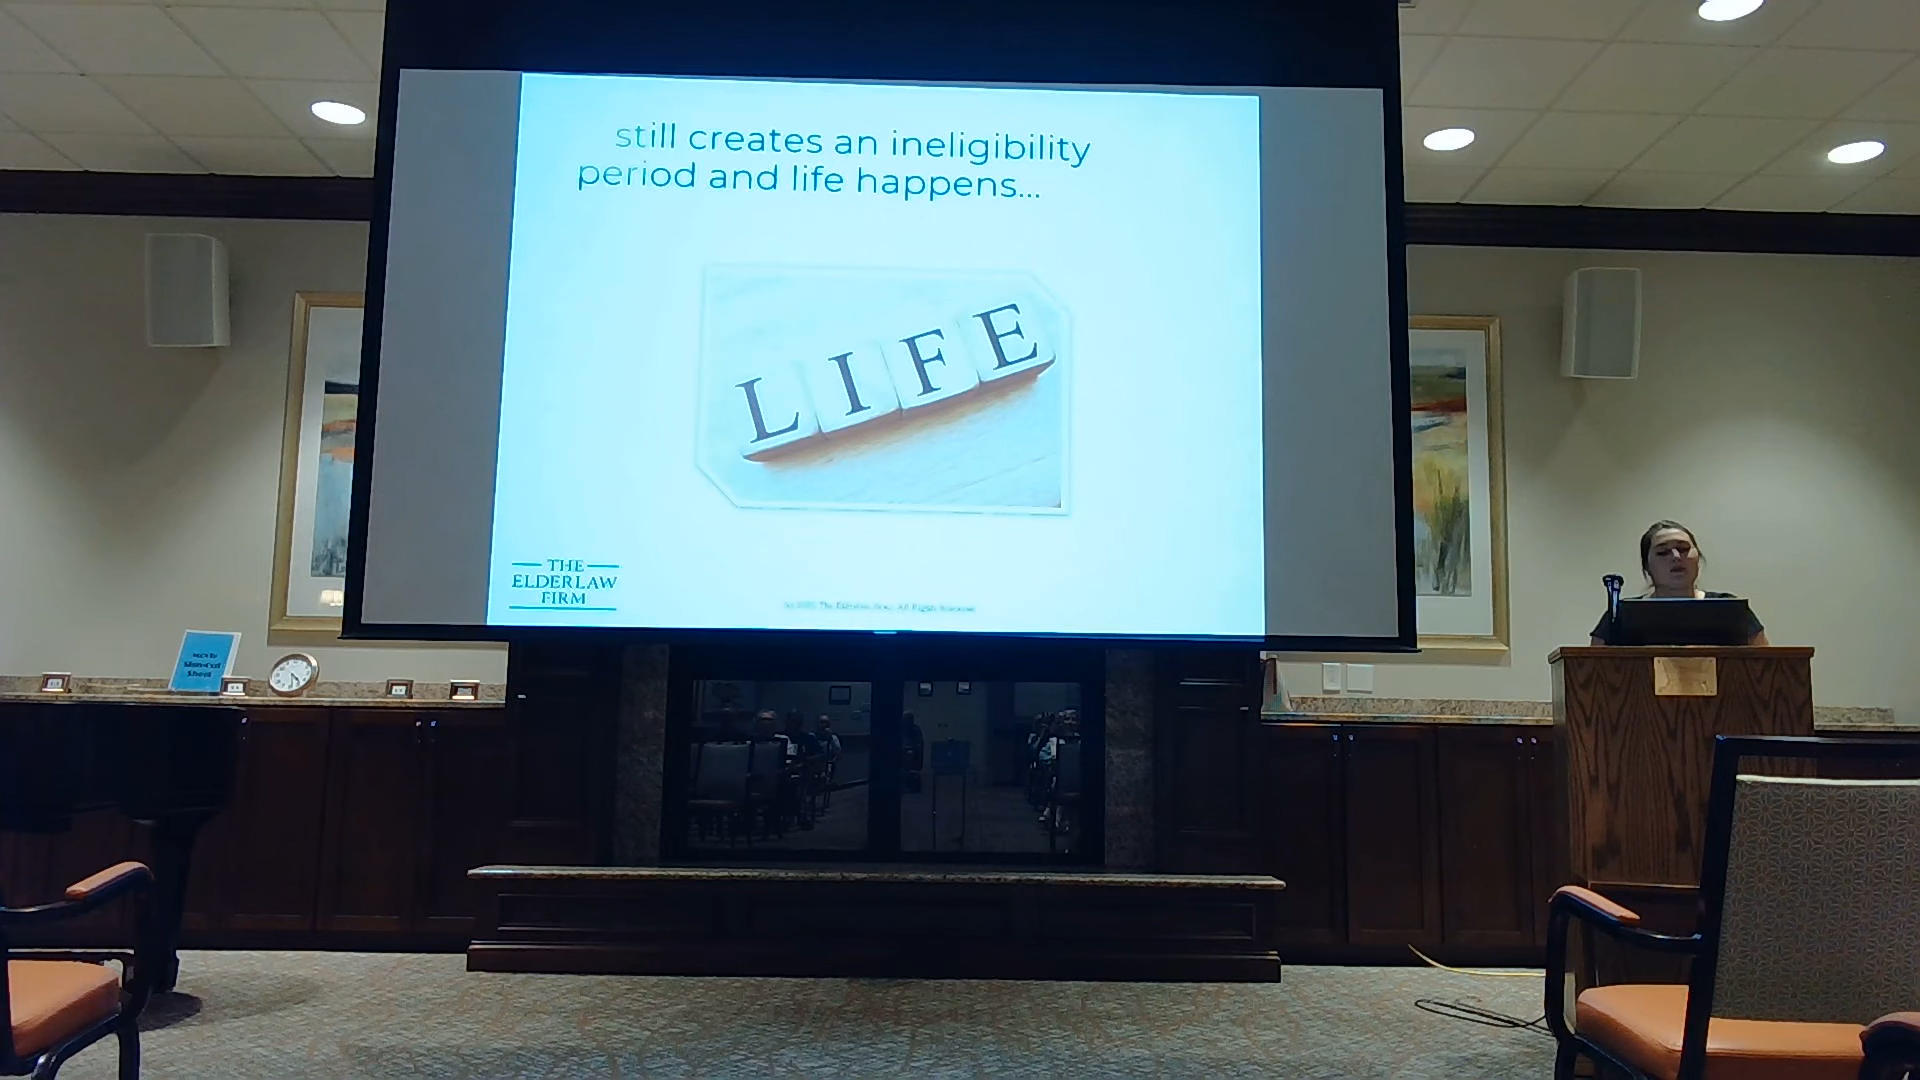 still creates an ineligibility
period and life happens...
LIFE
THE
ELDERLAW
FIRM